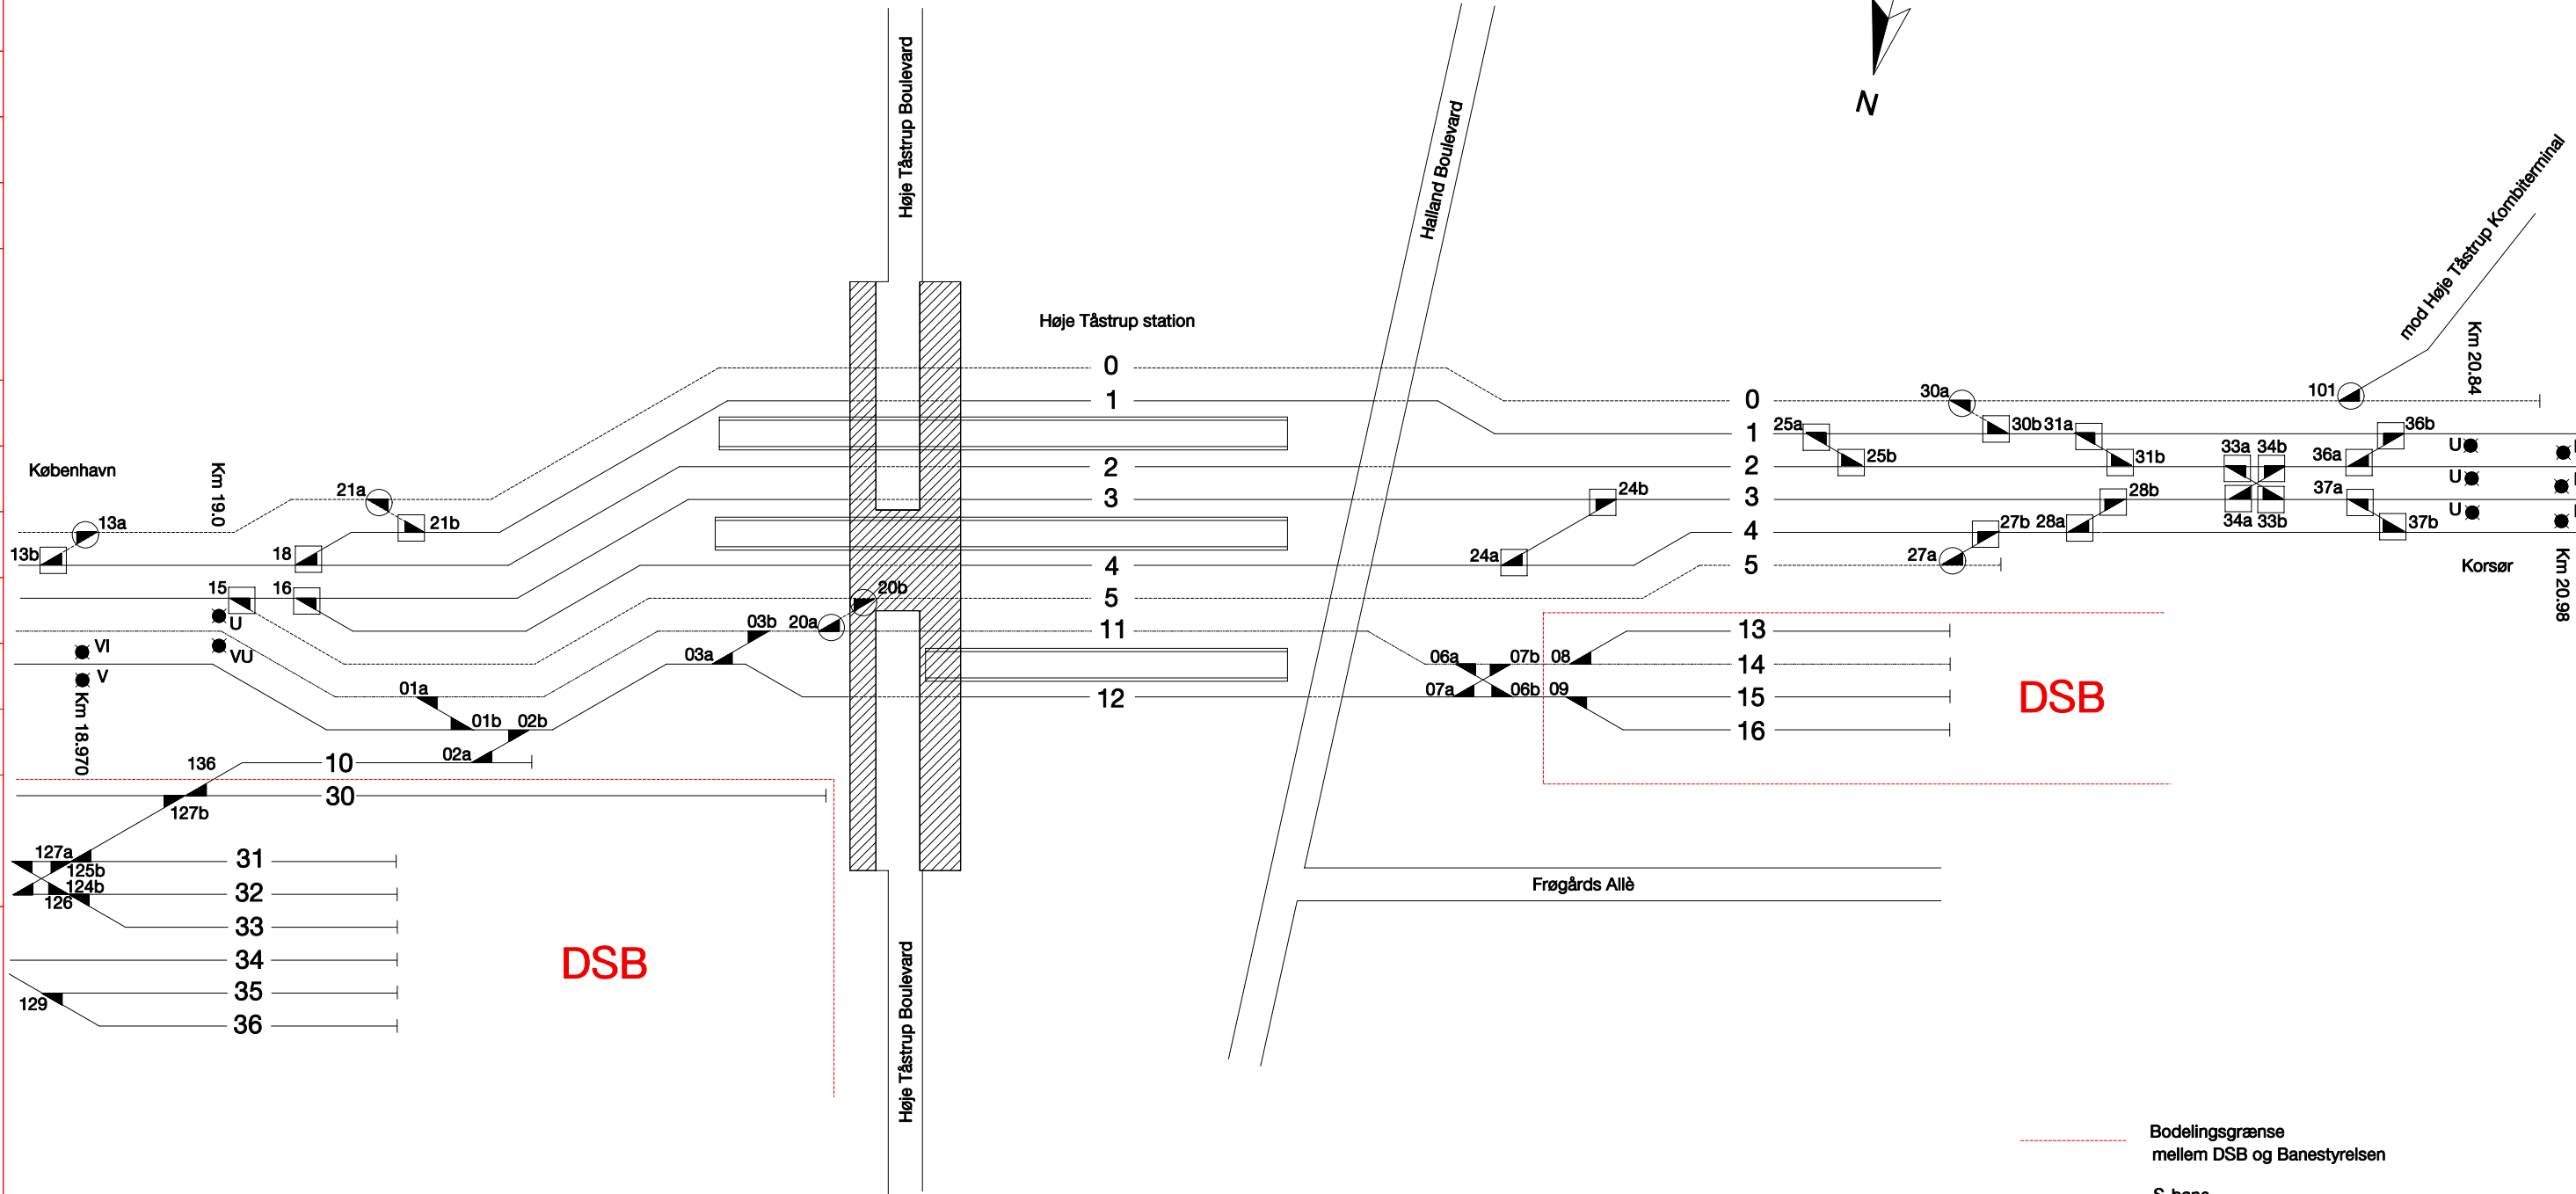 Høje Tåstrup Boulevard
Halland Boulevard
N
mod Høje Tåstrup Kombiterminal
Høje Tåstrup station
Km 20.84
0
0
30a
101
1
1
25a
30b
31a
36b
U
København
Km 19.0
2
2
25b
31b
33a
34b
36a
U
21a
3
3
24b
28b
37a
U
13a
21b
34a
33b
37b
13b
18
4
4
24a
27b
28a
27a
Korsør
Km 20.98
15
16
20b
5
5
U
VI
VU
03b
20a
11
13
03a
06a
07b
08
14
V
01a
12
07a
06b
09
15
DSB
Km 18.970
01b
02b
16
136
10
02a
30
127b
127a
31
125b
124b
32
126
Frøgårds Allè
33
34
DSB
35
129
36
Høje Tåstrup Boulevard
Bodelingsgrænse
mellem DSB og Banestyrelsen